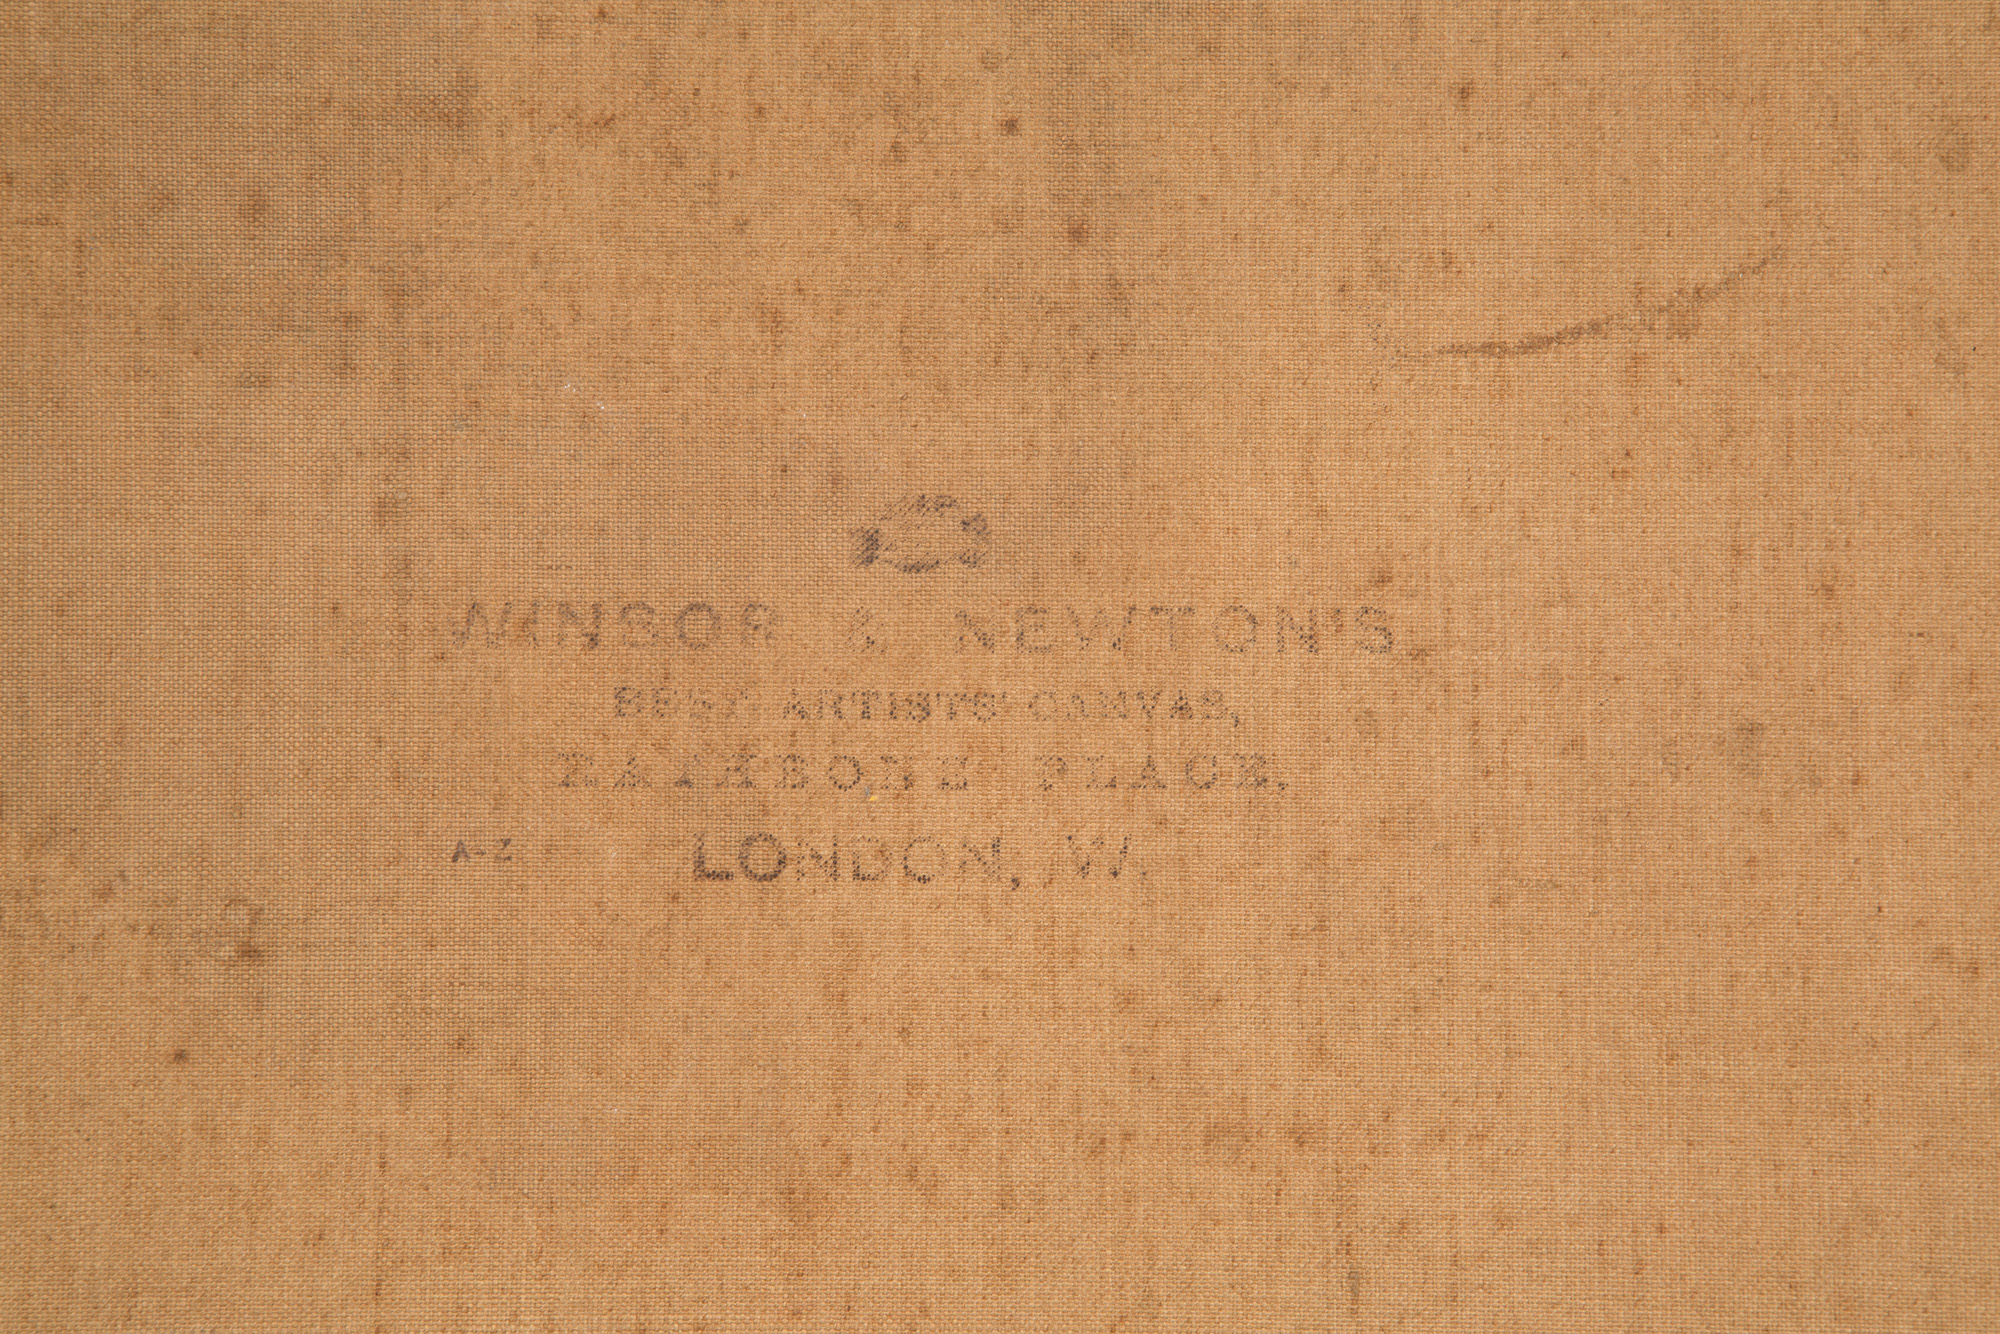 WINSOR & NEWTON'S
BEST ARTISTS' CANVAS,
RATHBONE PLACE,
A-Z LONDON, W.